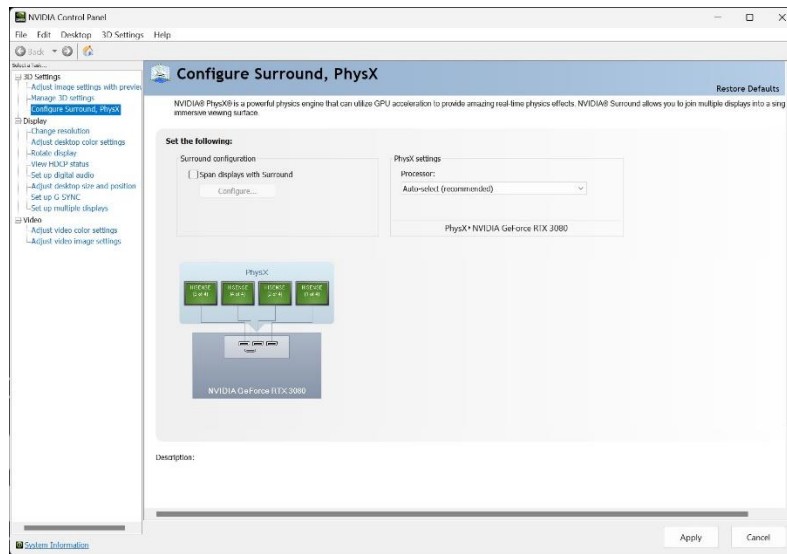 NVIDIA Control Panel
File Edit Desktop 3D Settings Help
Back
Select a Task...
3D Settings
Adjust image settings with preview
Manage 3D settings
Configure Surround, PhysX
Display
Change resolution
Adjust desktop color settings
Rotate display
View HDCP status
Set up digital audio
Adjust desktop size and position
Set up G SYNC
Set up multiple displays
Video
Adjust video color settings
Adjust video image settings
System Information
Configure Surround, PhysX
Restore Defaults
NVIDIA® PhysX® is a powerful physics engine that can utilize GPU acceleration to provide amazing real-time physics effects. NVIDIA® Surround allows you to join multiple displays into a sing
immersive viewing surface.
Set the following:
Surround configuration
Span displays with Surround
Configure...
PhysX settings
Processor:
Auto-select (recommended)
PhysX • NVIDIA GeForce RTX 3080
PhysX
HISENSE HISENSE HISENSE HISENSE
NVIDIA GeForce RTX 3080
Description:
Apply Cancel